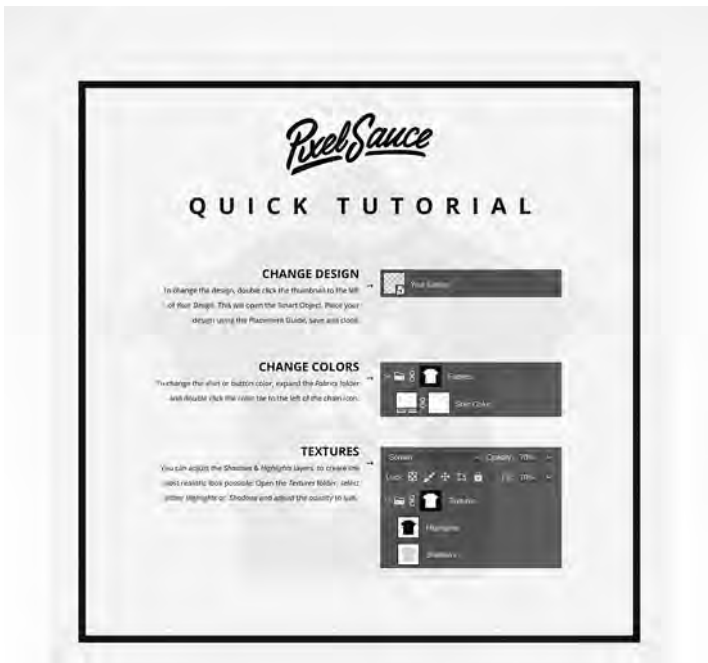 PixelSauce
QUICK TUTORIAL
CHANGE DESIGN
To change the design, double click the thumbnail to the left
of Your Design. This will open the Smart Object. Place your
design using the Placement Guide, save and close.
Your Design
CHANGE COLORS
To change the shirt or button color, expand the Fabrics folder
and double click the color tile to the left of the chain icon.
Fabrics
Shirt Color
TEXTURES
You can adjust the Shadows & Highlights layers, to create the
most realistic look possible. Open the Textures folder, select
either Highlights or Shadows and adjust the opacity to suit.
Screen Opacity: 70%
Lock: Fill: 70%
Textures
Highlights
Shadows